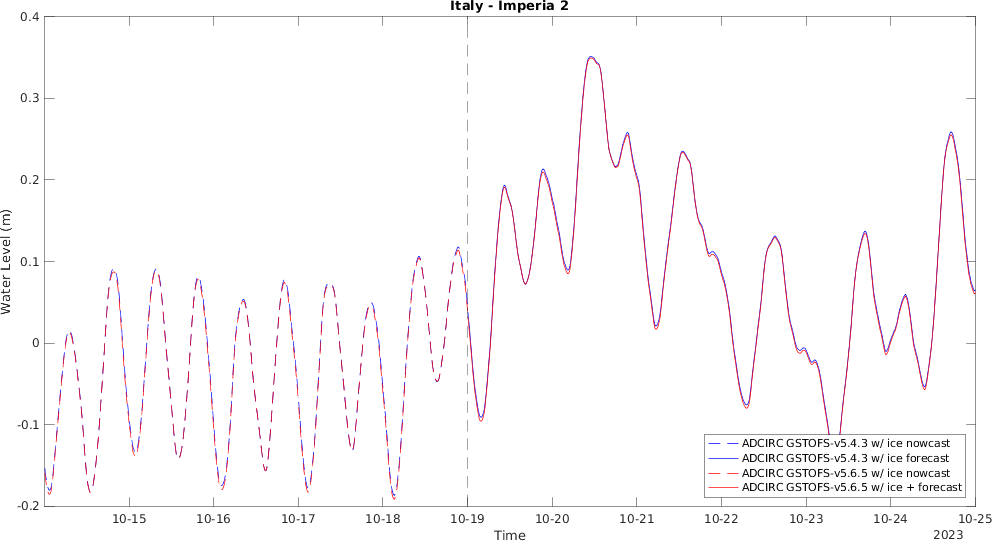 Italy - Imperia 2
0.4
0.3
0.2
0.1
0
-0.1
-0.2
Water Level (m)
10-15
10-16
10-17
10-18
10-19
10-20
10-21
10-22
10-23
10-24
10-25
Time
2023
ADCIRC GSTOFS-v5.4.3 w/ ice nowcast
ADCIRC GSTOFS-v5.4.3 w/ ice forecast
ADCIRC GSTOFS-v5.6.5 w/ ice nowcast
ADCIRC GSTOFS-v5.6.5 w/ ice + forecast